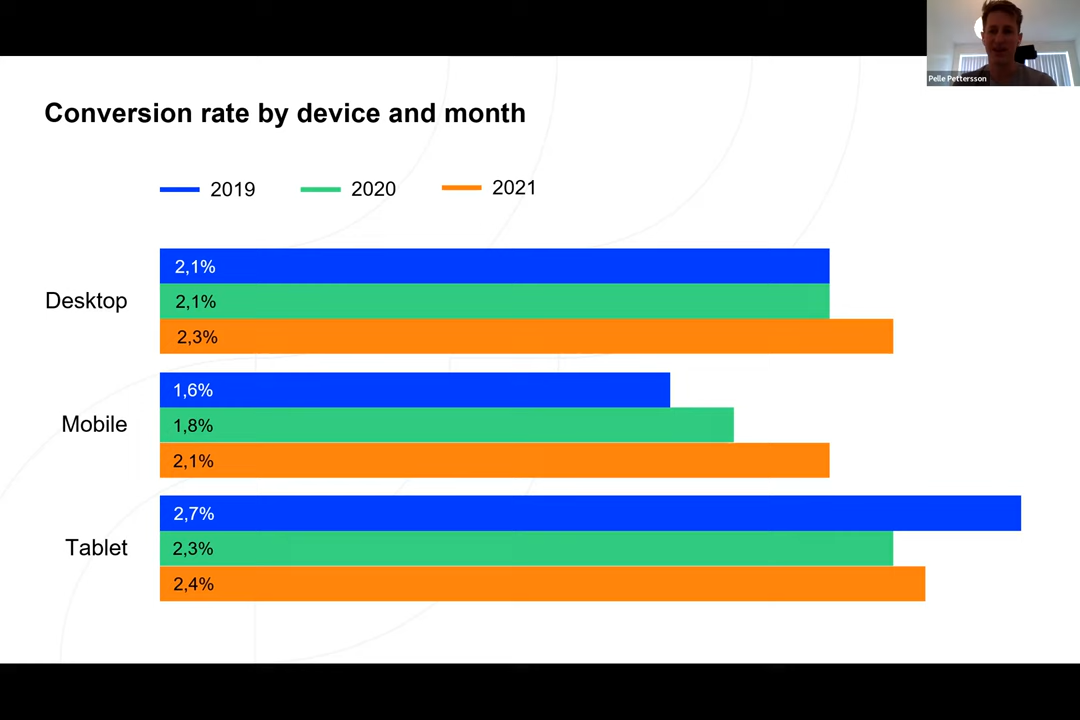 Pelle Pettersson
Conversion rate by device and month
2019 2020 2021
Desktop
2,1%
2,1%
2,3%
Mobile
1,6%
1,8%
2,1%
Tablet
2,7%
2,3%
2,4%